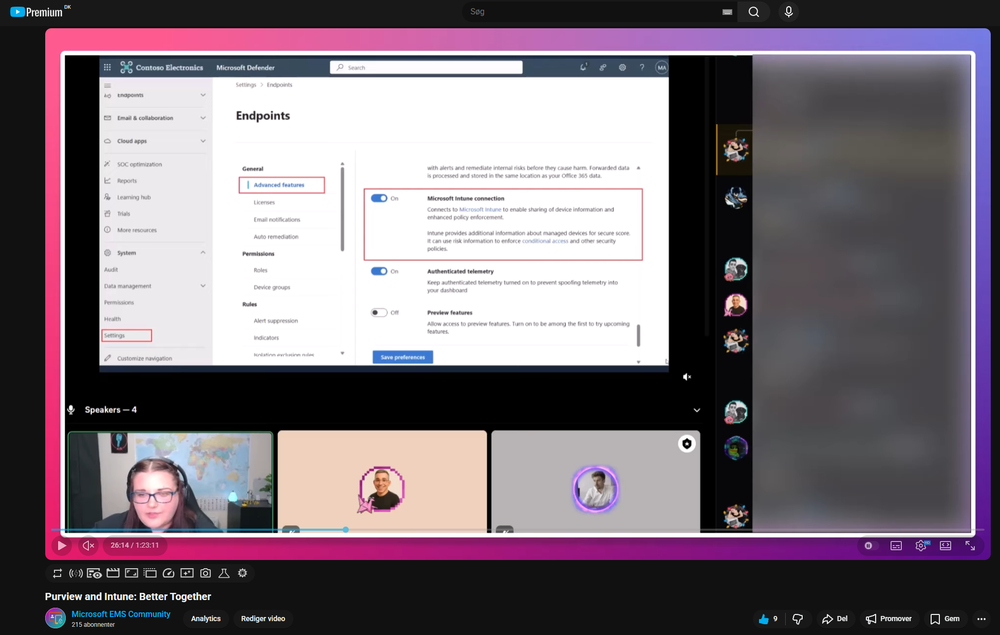 Premium DK
Søg
Contoso Electronics
Microsoft Defender
Search
1
MA
Endpoints
Email & collaboration
Cloud apps
SOC optimization
Reports
Learning hub
Trials
More resources
System
Audit
Data management
Permissions
Health
Settings
Customize navigation
Settings > Endpoints
Endpoints
General
Advanced features
Licenses
Email notifications
Auto remediation
Permissions
Roles
Device groups
Rules
Alert suppression
Indicators
Isolation exclusion rules
with alerts and remediate internal risks before they cause harm. Forwarded data
is processed and stored in the same location as your Office 365 data.
On
Microsoft Intune connection
Connects to Microsoft Intune to enable sharing of device information and
enhanced policy enforcement.
Intune provides additional information about managed devices for secure score.
It can use risk information to enforce conditional access and other security
policies.
On
Authenticated telemetry
Keep authenticated telemetry turned on to prevent spoofing telemetry into
your dashboard
Off
Preview features
Allow access to preview features. Turn on to be among the first to try upcoming
features.
Save preferences
Speakers — 4
26:14 / 1:23:11
HD
Purview and Intune: Better Together
Microsoft EMS Community
215 abonnenter
Analytics
Rediger video
9
Del
Promover
Gem